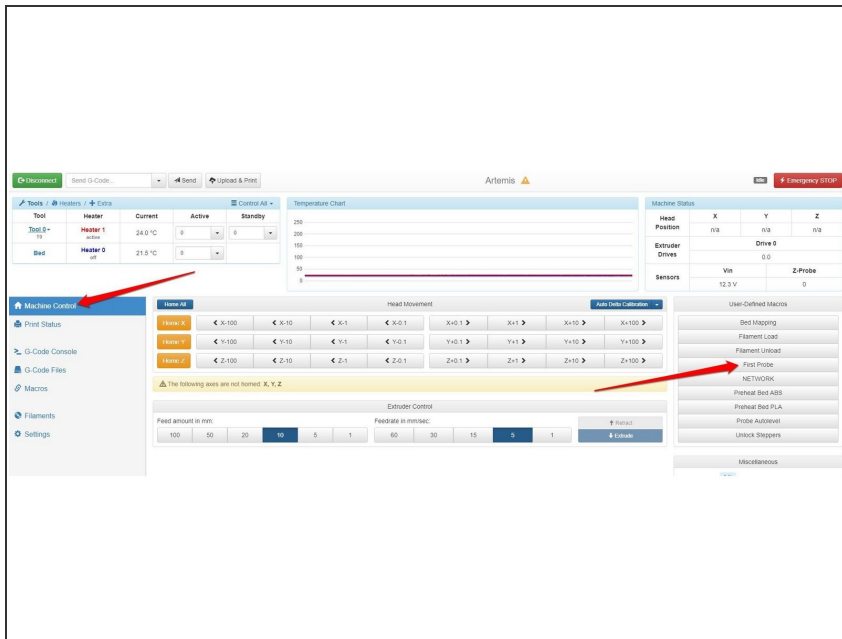 Disconnect Send G-Code... Send Upload & Print Artemis Idle Emergency STOP
Tools / Heaters / Extra Control All
Tool Heater Current Active Standby
Tool 0 Heater 1 24.0 °C 0 0
T0 active
Bed Heater 0 21.5 °C 0
off
Temperature Chart
250
200
150
100
50
0
Machine Status
Head Position X Y Z
n/a n/a n/a
Extruder Drives Drive 0
0.0
Sensors Vin Z-Probe
12.3 V 0
Machine Control
Print Status
G-Code Console
G-Code Files
Macros
Filaments
Settings
Home All Head Movement Auto Delta Calibration
Home X X-100 X-10 X-1 X-0.1 X+0.1 X+1 X+10 X+100
Home Y Y-100 Y-10 Y-1 Y-0.1 Y+0.1 Y+1 Y+10 Y+100
Home Z Z-100 Z-10 Z-1 Z-0.1 Z+0.1 Z+1 Z+10 Z+100
The following axes are not homed: X, Y, Z
Extruder Control
Feed amount in mm: Feedrate in mm/sec:
100 50 20 10 5 1 60 30 15 5 1
Retract
Extrude
User-Defined Macros
Bed Mapping
Filament Load
Filament Unload
First Probe
NETWORK
Preheat Bed ABS
Preheat Bed PLA
Probe Autolevel
Unlock Steppers
Miscellaneous